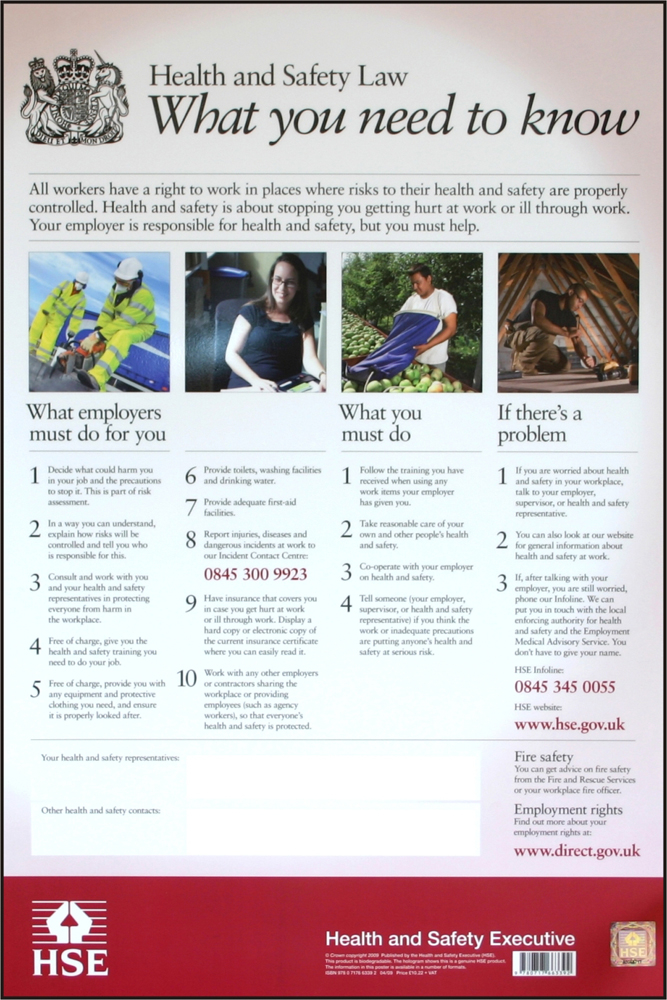 Health and Safety Law
What you need to know
All workers have a right to work in places where risks to their health and safety are properly
controlled. Health and safety is about stopping you getting hurt at work or ill through work.
Your employer is responsible for health and safety, but you must help.
What employers
must do for you
1 Decide what could harm you
in your job and the precautions
to stop it. This is part of risk
assessment.
2 In a way you can understand,
explain how risks will be
controlled and tell you who
is responsible for this.
3 Consult and work with you
and your health and safety
representatives in protecting
everyone from harm in
the workplace.
4 Free of charge, give you the
health and safety training you
need to do your job.
5 Free of charge, provide you with
any equipment and protective
clothing you need, and ensure
it is properly looked after.
6 Provide toilets, washing facilities
and drinking water.
7 Provide adequate first-aid
facilities.
8 Report injuries, diseases and
dangerous incidents at work to
our Incident Contact Centre:
0845 300 9923
9 Have insurance that covers you
in case you get hurt at work
or ill through work. Display a
hard copy or electronic copy of
the current insurance certificate
where you can easily read it.
10 Work with any other employers
or contractors sharing the
workplace or providing
employees (such as agency
workers), so that everyone's
health and safety is protected.
What you
must do
1 Follow the training you have
received when using any
work items your employer
has given you.
2 Take reasonable care of your
own and other people's health
and safety.
3 Co-operate with your employer
on health and safety.
4 Tell someone (your employer,
supervisor, or health and safety
representative) if you think the
work or inadequate precautions
are putting anyone's health and
safety at serious risk.
If there's a
problem
1 If you are worried about health
and safety in your workplace,
talk to your employer,
supervisor, or health and safety
representative.
2 You can also look at our website
for general information about
health and safety at work.
3 If, after talking with your
employer, you are still worried,
phone our Infoline. We can
put you in touch with the local
enforcing authority for health
and safety and the Employment
Medical Advisory Service. You
don't have to give your name.
HSE Infoline:
0845 345 0055
HSE website:
www.hse.gov.uk
Your health and safety representatives:
Other health and safety contacts:
Fire safety
You can get advice on fire safety
from the Fire and Rescue Services
or your workplace fire officer.
Employment rights
Find out more about your
employment rights at:
www.direct.gov.uk
HSE
Health and Safety Executive
© Crown copyright 2009 Published by the Health and Safety Executive (HSE).
This product is biodegradable. The hologram shows this is a genuine HSE product.
The information in this poster is available in a number of formats.
HSE